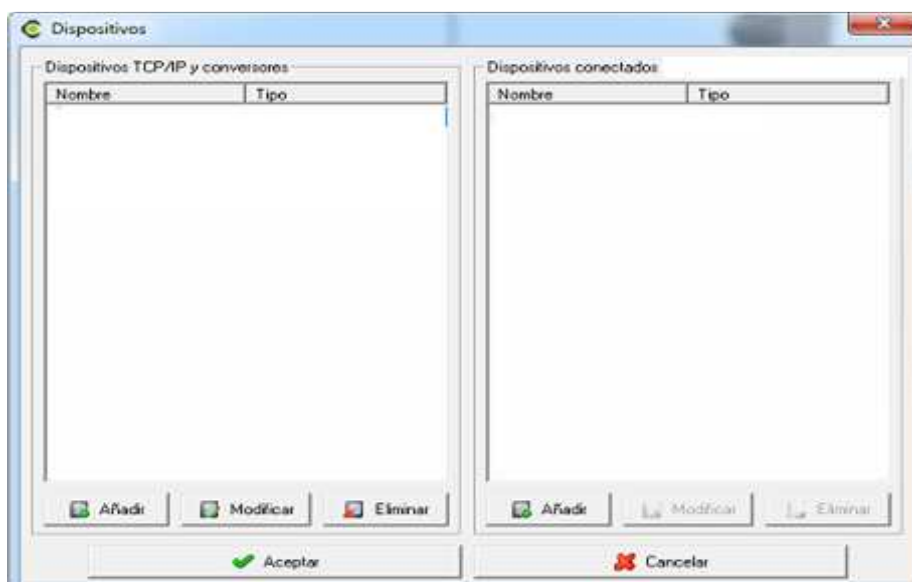 Dispositivos
Dispositivos TCP/IP y conversores
Nombre Tipo
Añadir Modificar Eliminar
Dispositivos conectados
Nombre Tipo
Añadir Modificar Eliminar
Aceptar Cancelar